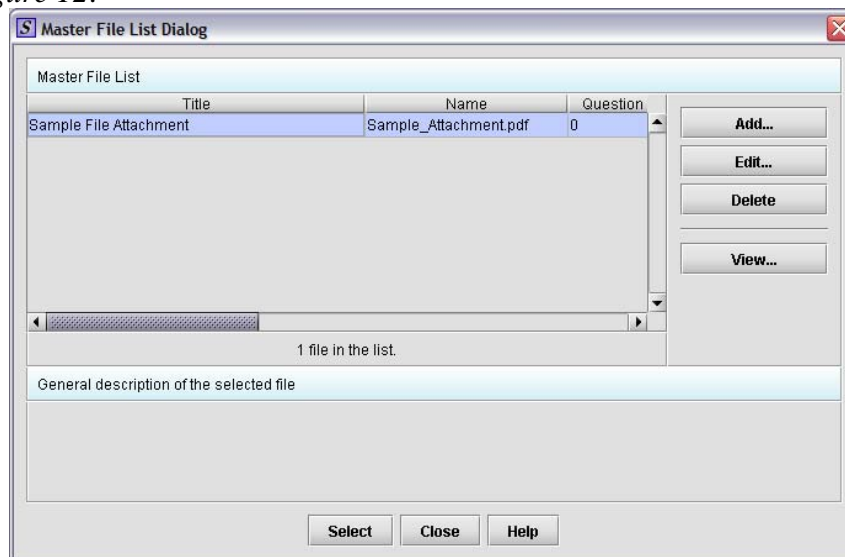 S Master File List Dialog
Master File List
Title Name Question
Sample File Attachment Sample_Attachment.pdf 0
Add...
Edit...
Delete
View...
1 file in the list.
General description of the selected file
Select Close Help